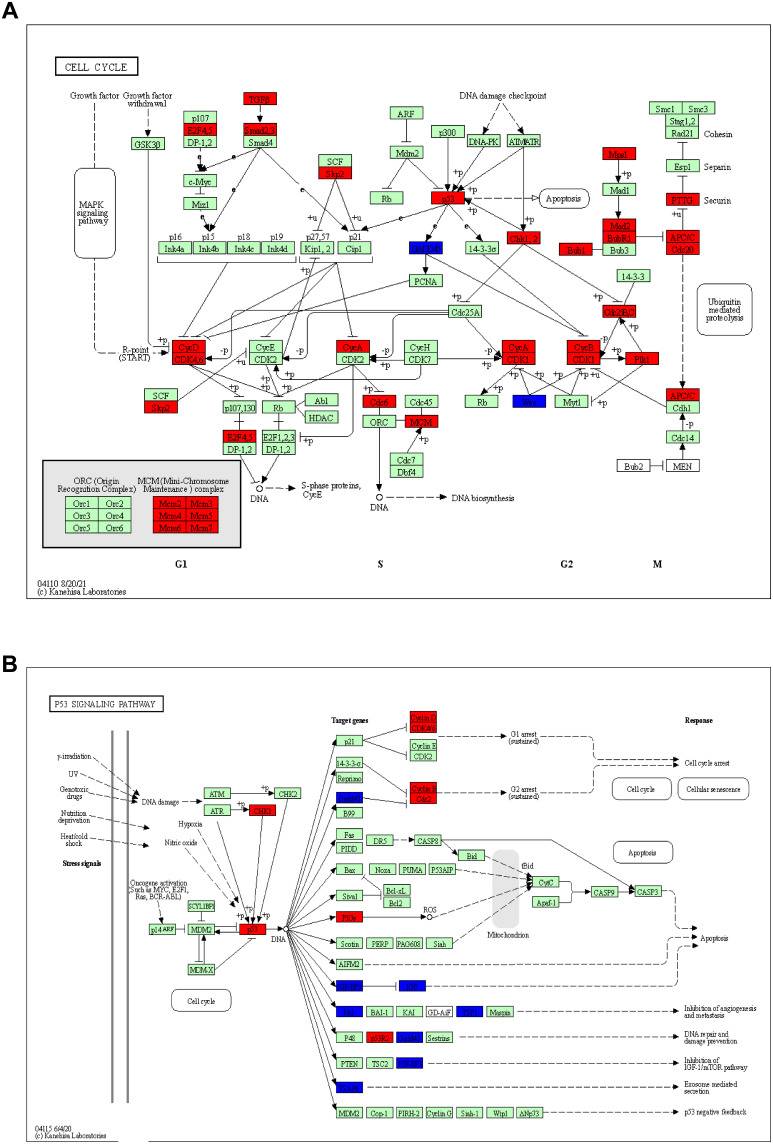 A
CELL CYCLE
Growth factor
Growth factor
withdrawal
GSK3β
MAPK
signaling
pathway
R-point
(START)
p107
E2F4,5
DP-1,2
TGFβ
Smad2,3
Smad4
c-Myc
Miz1
SCF
Skp2
p16
p15
p18
p19
Ink4a
Ink4b
Ink4c
Ink4d
p27,57
Kip1, 2
p21
Cip1
ARF
Mdm2
Rb
p300
DNA damage checkpoint
DNA-PK
ATM/ATR
p53
Apoptosis
14-3-3σ
Chk1, 2
PCNA
Cdc25A
Mps1
Mad1
Mad2
BubR1
Bub3
Bub1
Smc1
Smc3
Stag1,2
Rad21
Cohesin
Esp1
Separin
PTTG
Securin
APC/C
Cdc20
14-3-3
Cdc25B,C
Ubiquitin
mediated
proteolysis
CycD
CDK4,6
CycE
CDK2
CycA
CDK2
CycH
CDK7
CycA
CDK1
CycB
CDK1
Plk1
SCF
Skp2
p107,130
E2F4,5
DP-1,2
Rb
Abl
HDAC
E2F1,2,3
DP-1,2
Cdc6
ORC
Cdc45
MCM
Cdc7
Dbf4
Rb
Myt1
APC/C
Cdh1
Cdc14
Bub2
MEN
DNA
S-phase proteins,
CycE
DNA
DNA biosynthesis
ORC (Origin
Recognition Complex)
MCM (Mini-Chromosome
Maintenance ) complex
Orc1
Orc2
Mcm2
Mcm3
Orc3
Orc4
Mcm4
Mcm5
Orc5
Orc6
Mcm6
Mcm7
G1
S
G2
M
04110 8/20/21
(c) Kanehisa Laboratories
B
P53 SIGNALING PATHWAY
Target genes
Response
γ-irradiation
UV
Genotoxic
drugs
Nutrition
deprivation
Heat/cold
shock
Stress signals
DNA damage
Hypoxia
Nitric oxide
Oncogene activation
(Such as MYC, E2F1,
Ras, BCR-ABL)
ATM
CHK2
ATR
CHK1
p14ARF
SCYL1BP1
MDM2
MDM-X
p53
DNA
Cell cycle
p21
Cyclin D
CDK4/6
Cyclin E
CDK2
G1 arrest
(sustained)
14-3-3-σ
Reprimo
B99
Cyclin B
Cdc2
G2 arrest
(sustained)
Cell cycle arrest
Cell cycle
Cellular senescence
Fas
PIDD
DR5
CASP8
Bid
tBid
Apoptosis
Bax
Noxa
PUMA
P53AIP
Bcl-xL
Bcl2
Siva1
CytC
Apaf-1
CASP9
CASP3
PIGs
ROS
Mitochondrion
Scotin
PERP
PAG608
Siah
AIFM2
Apoptosis
BAI-1
KAI
GD-AiF
Maspin
Inhibition of angiogenesis
and metastasis
P48
p53R2
Sestrins
DNA repair and
damage prevention
PTEN
TSC2
Inhibition of
IGF-1/mTOR pathway
Exosome mediated
secretion
MDM2
Cop-1
PIRH-2
Cyclin G
Siah-1
Wip1
ΔNp73
p53 negative feedback
04115 6/4/20
(c) Kanehisa Laboratories